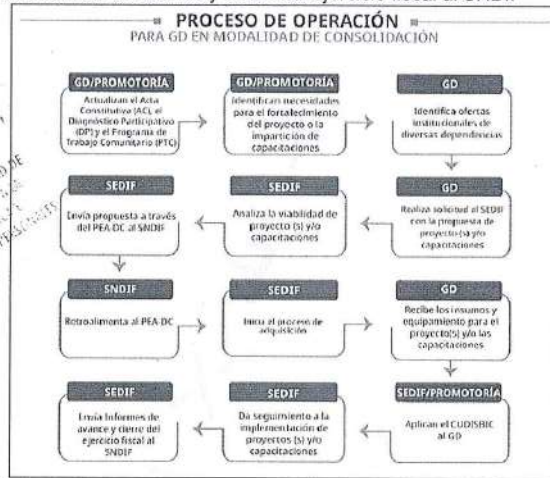 PROCESO DE OPERACIÓN
PARA GD EN MODALIDAD DE CONSOLIDACIÓN
GD/PROMOTORÍA
Actualizan el Acta
Constitutiva (AC), el
Diagnóstico Participativo
(DP) y el Programa de
Trabajo Comunitario (PTC)
GD/PROMOTORÍA
Identifican necesidades
para el fortalecimiento
del proyecto o la
impartición de
capacitaciones
GD
Identifica ofertas
institucionales de
diversas dependencias
GD
Realiza solicitud al SEDIF
con la propuesta de
proyecto (s) y/o
capacitaciones
SEDIF
Analiza la viabilidad de
proyecto (s) y/o
capacitaciones
SEDIF
Envía propuesta a través
del PEA-DC al SNDIF
SNDIF
Retroalimenta al PEA-DC
SEDIF
Inicia el proceso de
adquisición
GD
Recibe los insumos y
equipamiento para el
proyecto(s) y/o las
capacitaciones
SEDIF/PROMOTORÍA
Aplican el CUDISBIC
al GD
SEDIF
Da seguimiento a la
implementación de
proyectos (s) y/o
capacitaciones
SEDIF
Envía Informes de
avance y cierre del
ejercicio fiscal al
SNDIF